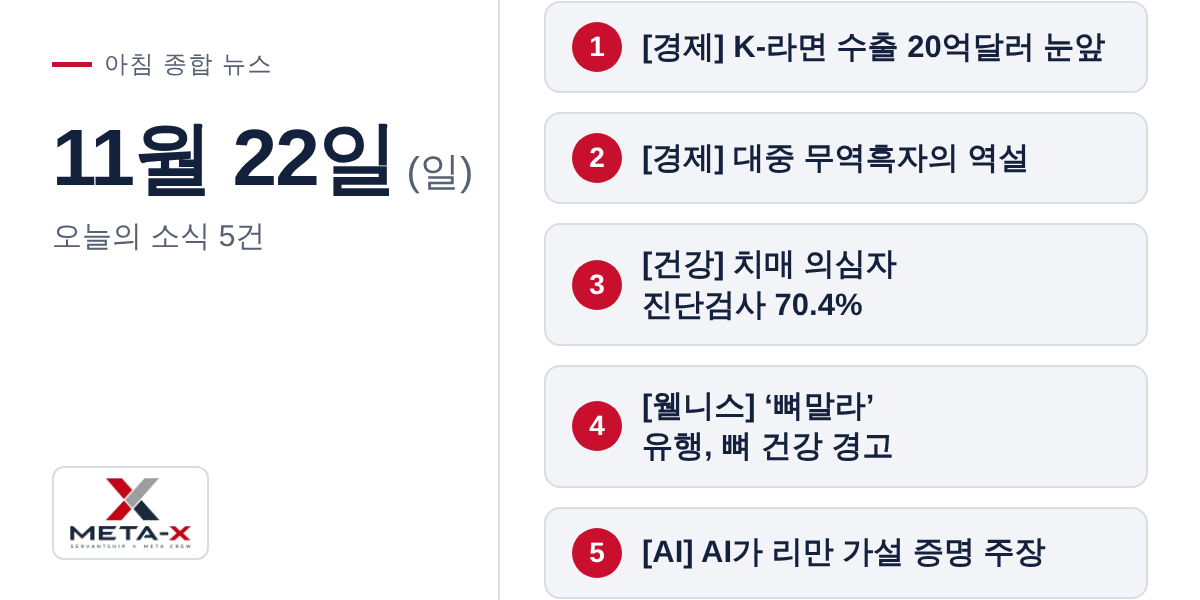 아침 종합 뉴스
11월 22일 (일)
오늘의 소식 5건
META-X
SERVANTSHIP × META CREW
1 [경제] K-라면 수출 20억달러 눈앞
2 [경제] 대중 무역흑자의 역설
3 [건강] 치매 의심자
진단검사 70.4%
4 [웰니스] ‘뼈말라’
유행, 뼈 건강 경고
5 [AI] AI가 리만 가설 증명 주장